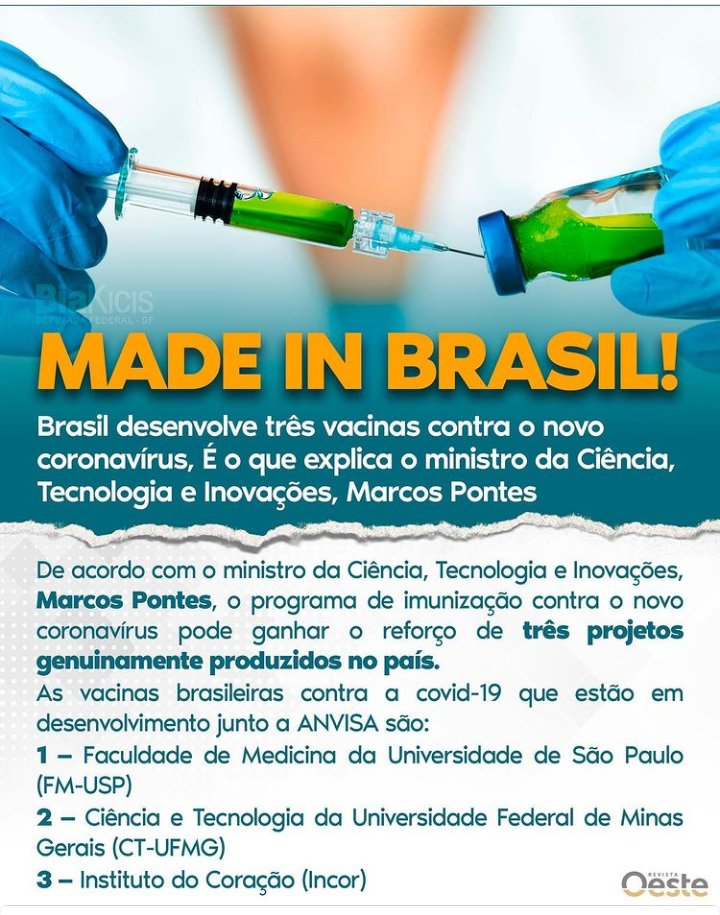 BiaKicis
DEPUTADA FEDERAL - DF
MADE IN BRASIL!
Brasil desenvolve três vacinas contra o novo
coronavírus, É o que explica o ministro da Ciência,
Tecnologia e Inovações, Marcos Pontes
De acordo com o ministro da Ciência, Tecnologia e Inovações,
Marcos Pontes, o programa de imunização contra o novo
coronavírus pode ganhar o reforço de três projetos
genuinamente produzidos no país.
As vacinas brasileiras contra a covid-19 que estão em
desenvolvimento junto a ANVISA são:
1 – Faculdade de Medicina da Universidade de São Paulo
(FM-USP)
2 – Ciência e Tecnologia da Universidade Federal de Minas
Gerais (CT-UFMG)
3 – Instituto do Coração (Incor)
REVISTA
Oeste